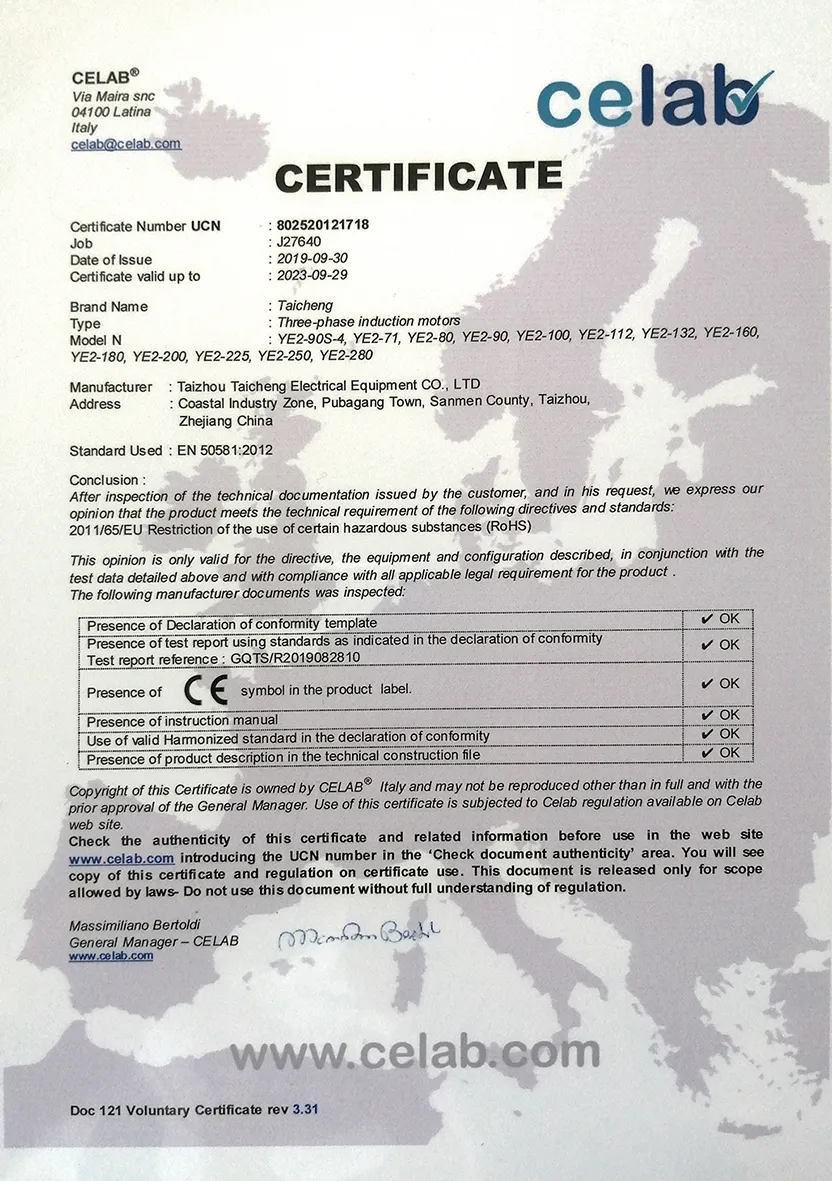 CELAB®
Via Maira snc
04100 Latina
Italy
celab@celab.com
celab
CERTIFICATE
Certificate Number UCN : 802520121718
Job : J27640
Date of Issue : 2019-09-30
Certificate valid up to : 2023-09-29
Brand Name : Taicheng
Type : Three-phase induction motors
Model N : YE2-90S-4, YE2-71, YE2-80, YE2-90, YE2-100, YE2-112, YE2-132, YE2-160,
YE2-180, YE2-200, YE2-225, YE2-250, YE2-280
Manufacturer : Taizhou Taicheng Electrical Equipment CO., LTD
Address : Coastal Industry Zone, Pubagang Town, Sanmen County, Taizhou,
Zhejiang China
Standard Used : EN 50581:2012
Conclusion :
After inspection of the technical documentation issued by the customer, and in his request, we express our
opinion that the product meets the technical requirement of the following directives and standards:
2011/65/EU Restriction of the use of certain hazardous substances (RoHS)
This opinion is only valid for the directive, the equipment and configuration described, in conjunction with the
test data detailed above and with compliance with all applicable legal requirement for the product .
The following manufacturer documents was inspected:
Presence of Declaration of conformity template ✔ OK
Presence of test report using standards as indicated in the declaration of conformity
Test report reference : GQTS/R2019082810 ✔ OK
Presence of CE symbol in the product label. ✔ OK
Presence of instruction manual ✔ OK
Use of valid Harmonized standard in the declaration of conformity ✔ OK
Presence of product description in the technical construction file ✔ OK
Copyright of this Certificate is owned by CELAB® Italy and may not be reproduced other than in full and with the
prior approval of the General Manager. Use of this certificate is subjected to Celab regulation available on Celab
web site.
Check the authenticity of this certificate and related information before use in the web site
www.celab.com introducing the UCN number in the ‘Check document authenticity’ area. You will see
copy of this certificate and regulation on certificate use. This document is released only for scope
allowed by laws- Do not use this document without full understanding of regulation.
Massimiliano Bertoldi
General Manager – CELAB
www.celab.com
www.celab.com
Doc 121 Voluntary Certificate rev 3.31